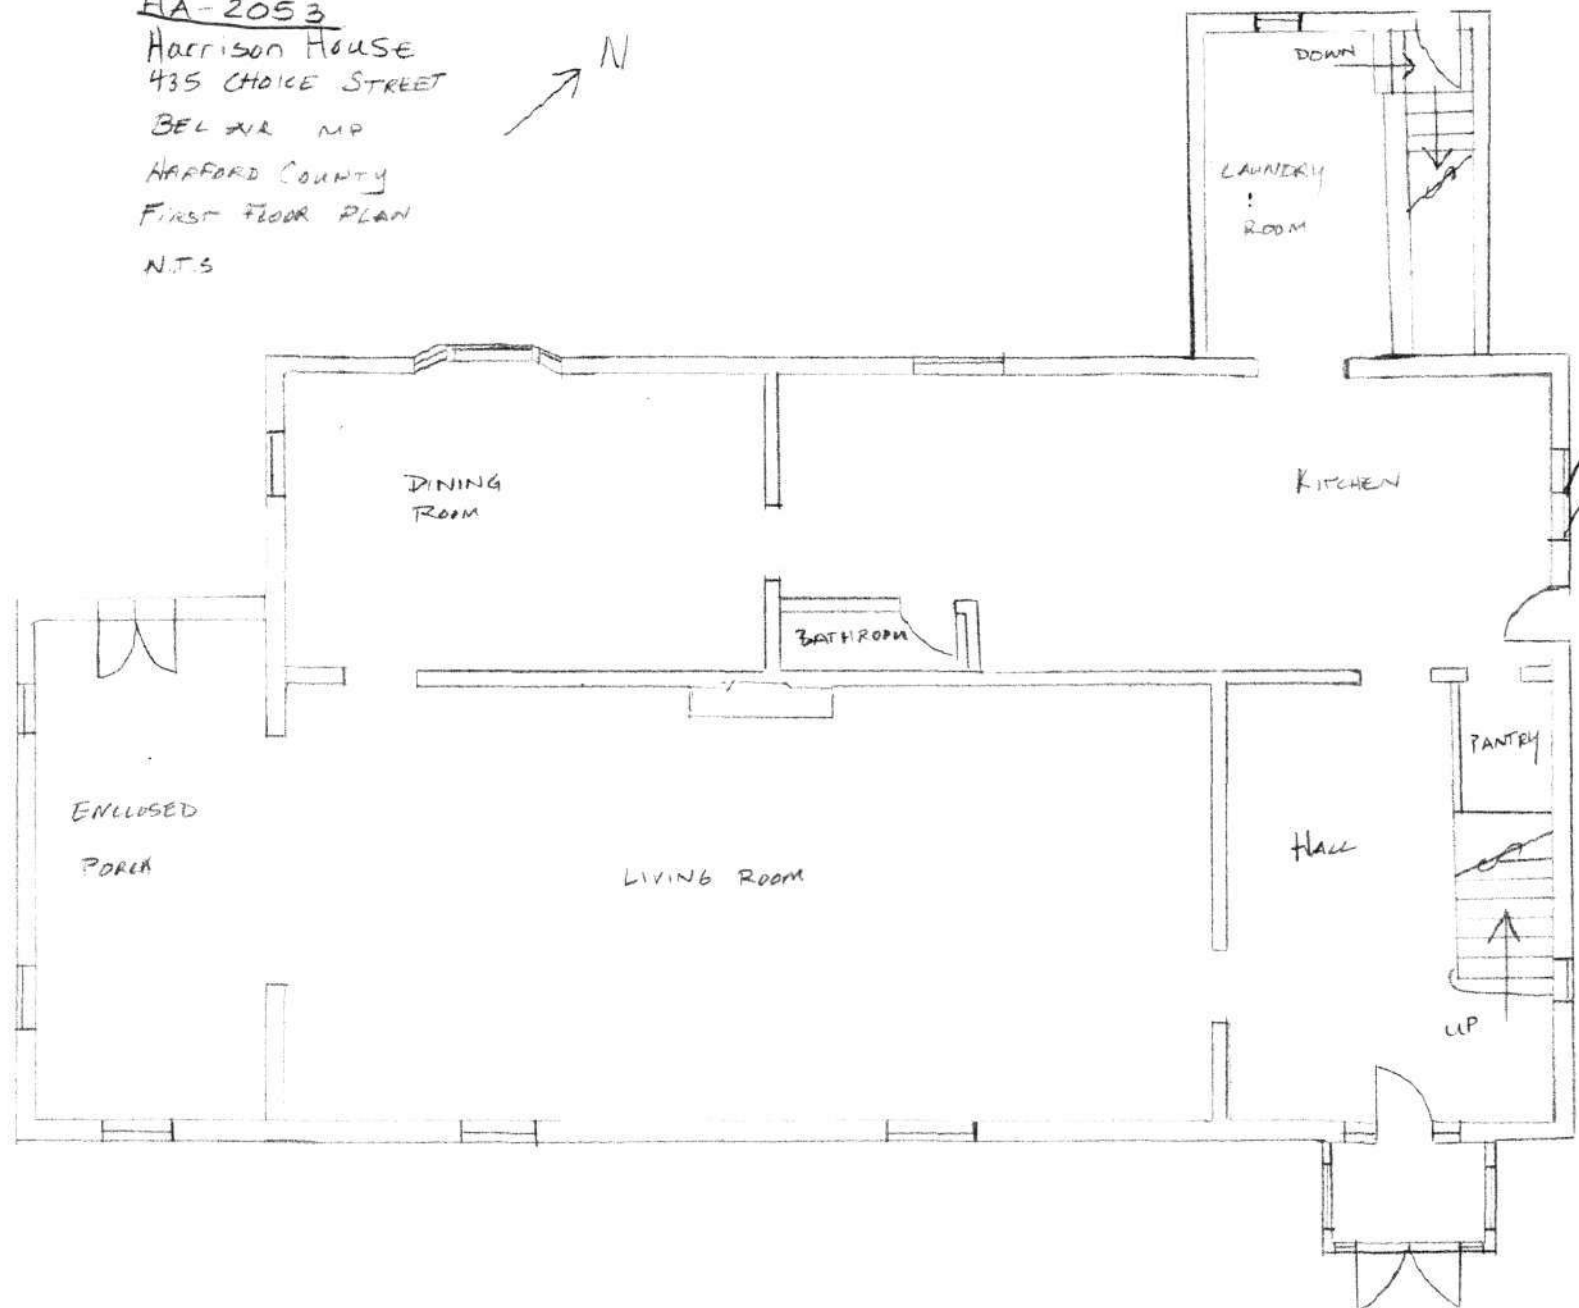 HA-2053
Harrison House
435 CHOICE STREET
BEL AIR MD
HARFORD COUNTY
FIRST FLOOR PLAN
N.T.S
N
DOWN
LAUNDRY
ROOM
DINING
ROOM
KITCHEN
BATHROOM
PANTRY
ENCLOSED
PORCH
LIVING ROOM
HALL
UP